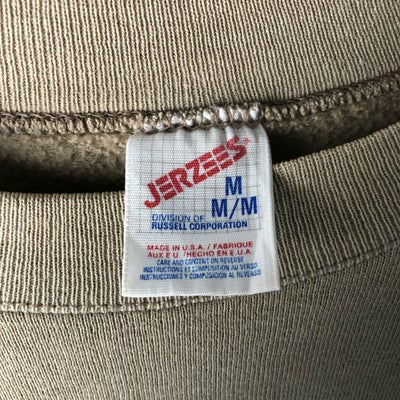 JERZEES®
M
M/M
DIVISION OF
RUSSELL CORPORATION
MADE IN U.S.A. / FABRIQUE
AUX E U. /HECHO EN E.U.A.
CARE AND CONTENT ON REVERSE
INSTRUCTIONS ET COMPOSITION AU VERSO
INSTRUCCIONES Y COMPOSICION AL REVERSO